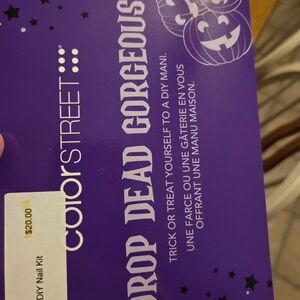 colorstreet
DROP DEAD GORGEOUS
TRICK OR TREAT YOURSELF TO A DIY MANI.
UNE FARCE OU UNE GÂTERIE EN VOUS
OFFRANT UNE MANU MAISON.
$20.00
DIY Nail Kit